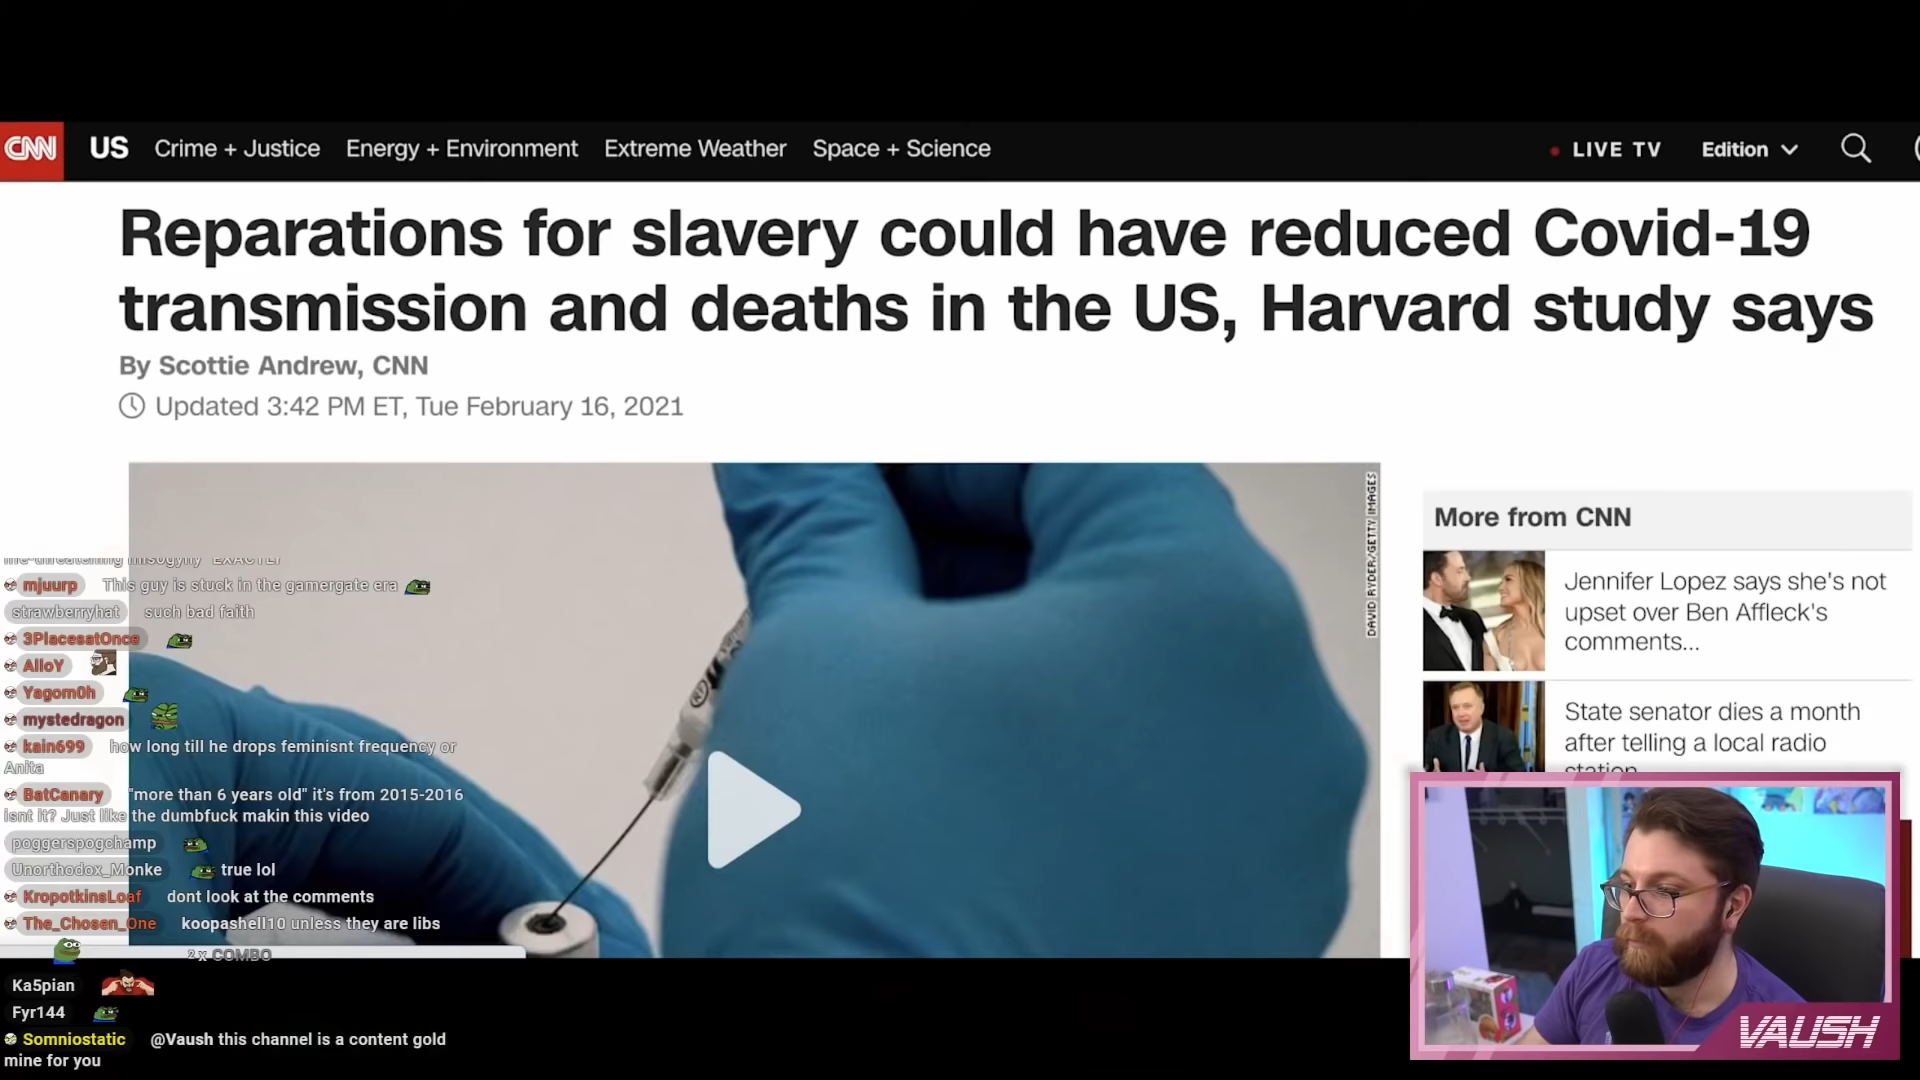 CNN US Crime + Justice Energy + Environment Extreme Weather Space + Science LIVE TV Edition
Reparations for slavery could have reduced Covid-19
transmission and deaths in the US, Harvard study says
By Scottie Andrew, CNN
Updated 3:42 PM ET, Tue February 16, 2021
DAVID RYDER/GETTY IMAGES
More from CNN
Jennifer Lopez says she's not
upset over Ben Affleck's
comments...
State senator dies a month
after telling a local radio
station
life-threatening misogyny" EXACTLY
mjuurp This guy is stuck in the gamergate era
strawberryhat such bad faith
3PlacesatOnce
AlloY
Yagom0h
mystedragon
kain699 how long till he drops feminisnt frequency or
Anita
BatCanary "more than 6 years old" it's from 2015-2016
isnt it? Just like the dumbfuck makin this video
poggerspogchamp
Unorthodox_Monke true lol
KropotkinsLoaf dont look at the comments
The_Chosen_One koopashell10 unless they are libs
2 x COMBO
Ka5pian
Fyr144
Somniostatic @Vaush this channel is a content gold
mine for you
VAUSH